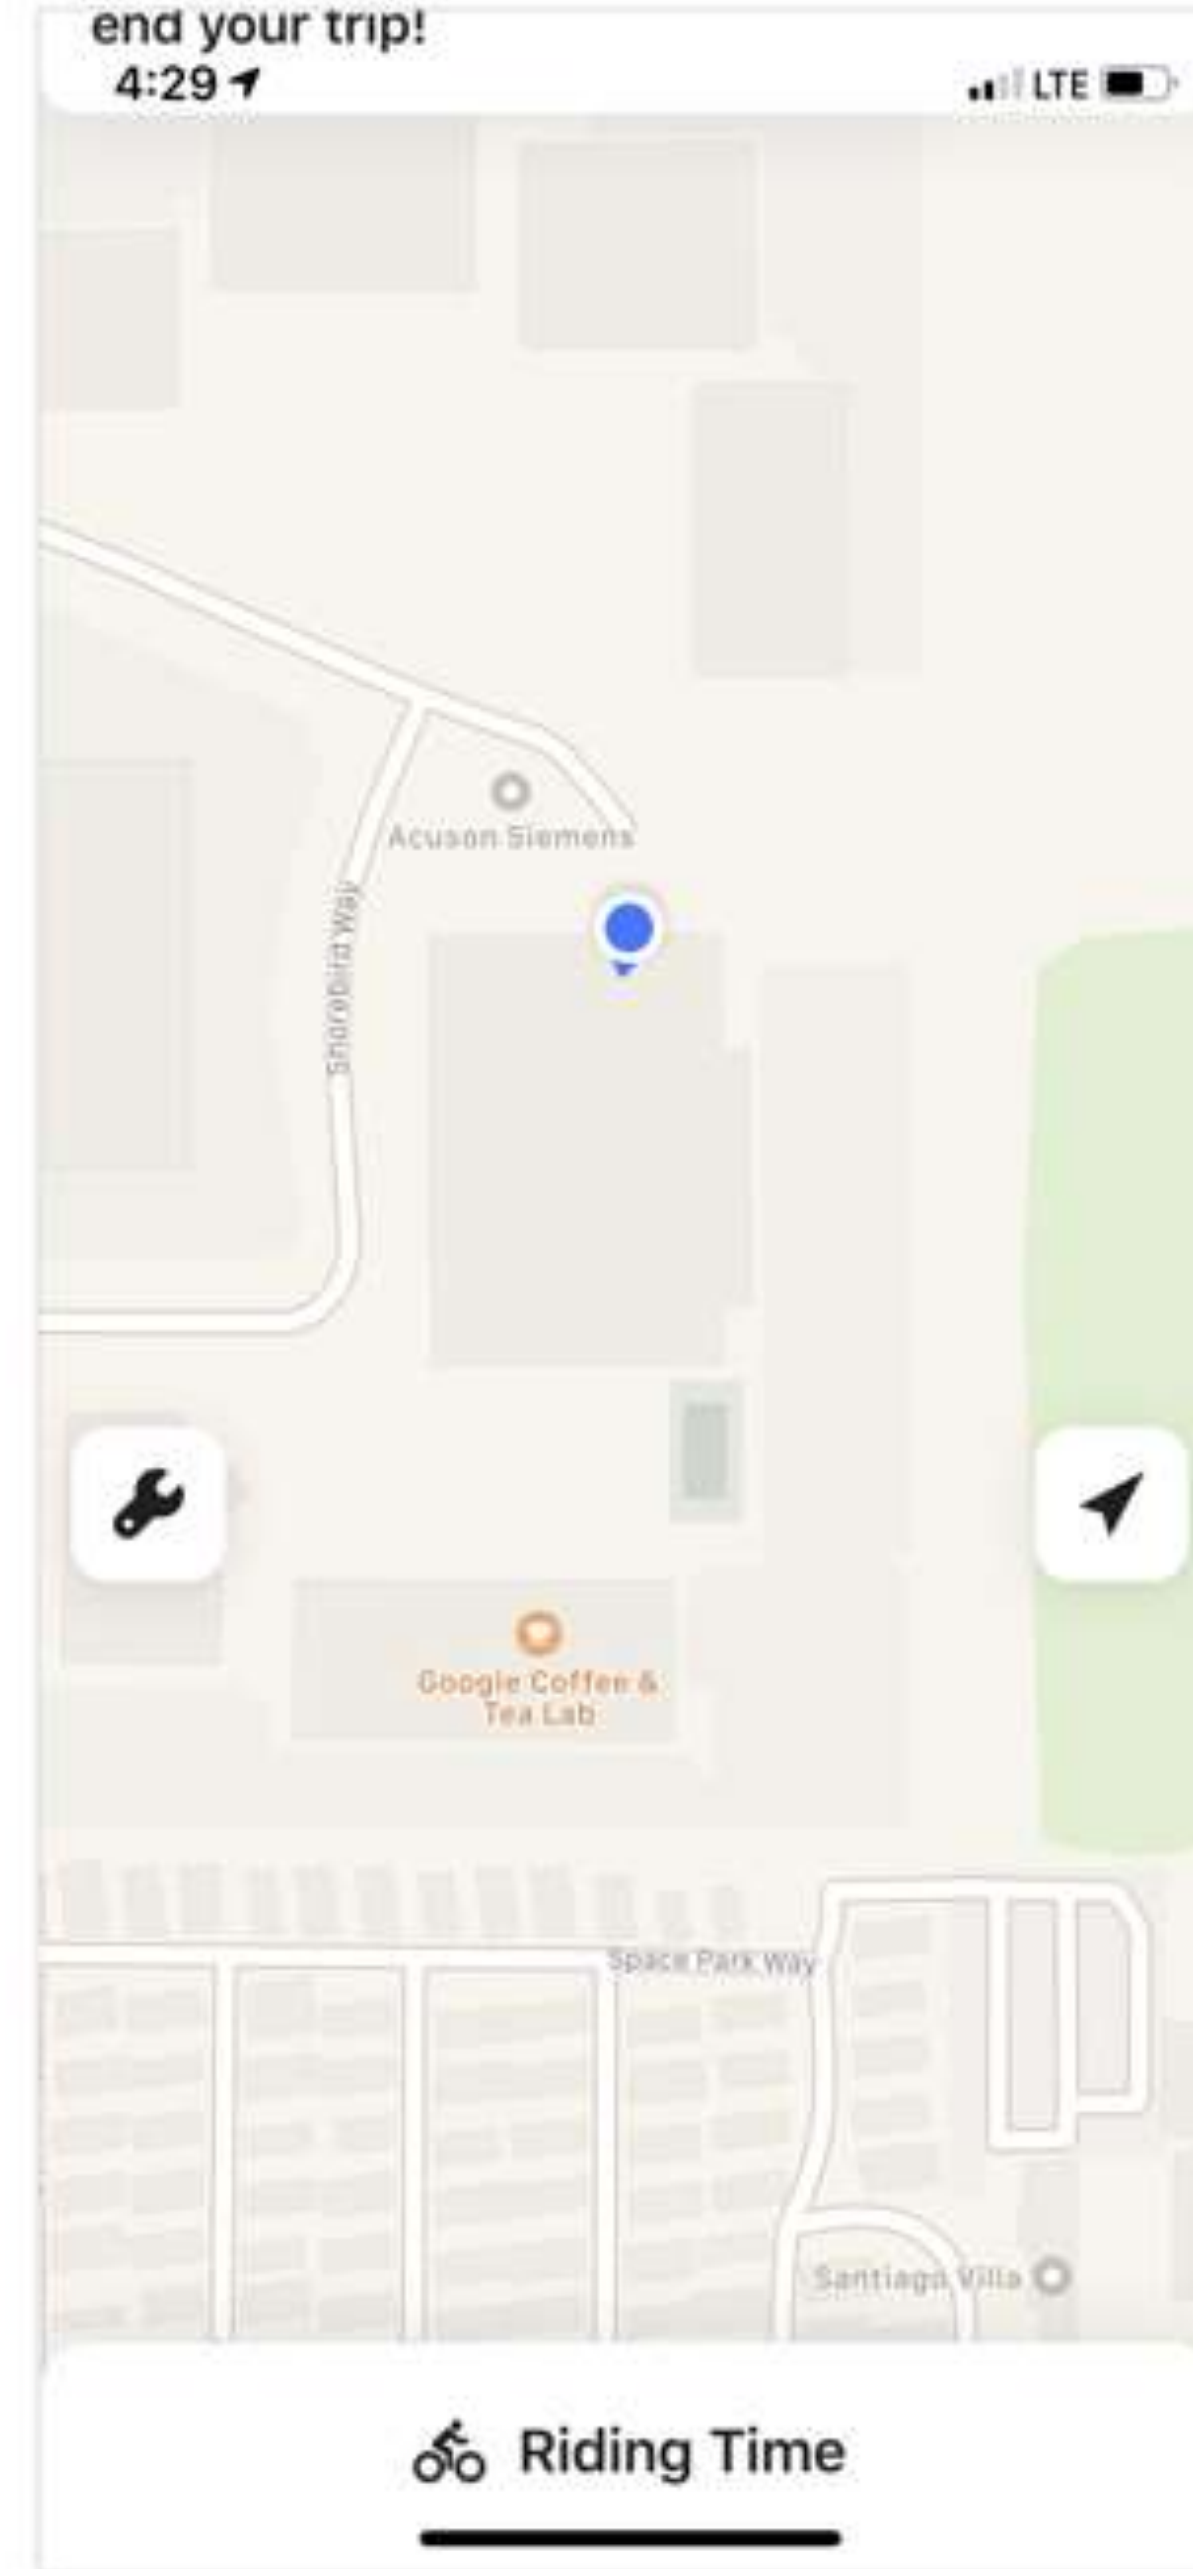 end your trip!
4:29
LTE
Acuson Siemens
Shorebird Way
Google Coffee &
Tea Lab
Space Park Way
Santiago Villa
Riding Time